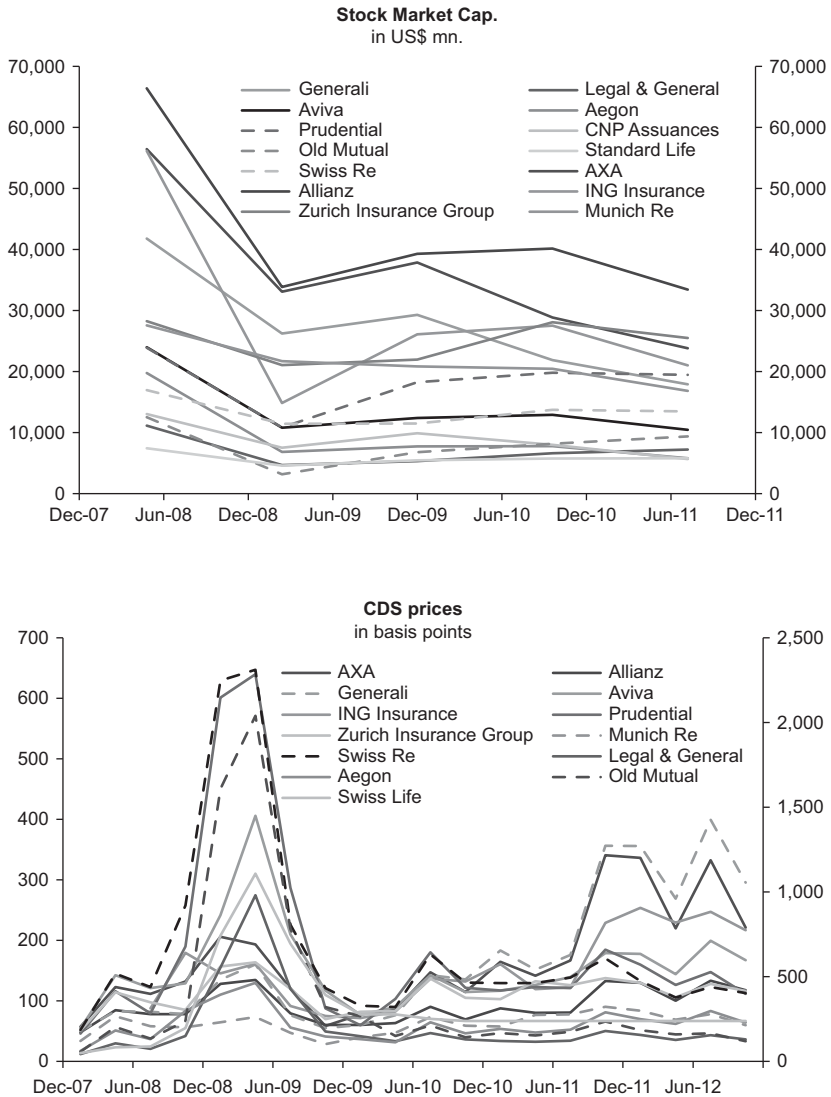 Stock Market Cap.
in US$ mn.
70,000 70,000
Generali Legal & General
Aviva Aegon
60,000 60,000
Prudential CNP Assuances
Old Mutual Standard Life
Swiss Re AXA
50,000 50,000
Allianz ING Insurance
Zurich Insurance Group Munich Re
40,000 40,000
30,000 30,000
20,000 20,000
10,000 10,000
0 0
Dec-07 Jun-08 Dec-08 Jun-09 Dec-09 Jun-10 Dec-10 Jun-11 Dec-11
CDS prices
in basis points
700 2,500
AXA Allianz
Generali Aviva
600
ING Insurance Prudential
2,000
Zurich Insurance Group Munich Re
Swiss Re Legal & General
500
Aegon Old Mutual
Swiss Life
1,500
400
300
1,000
200
500
100
0 0
Dec-07 Jun-08 Dec-08 Jun-09 Dec-09 Jun-10 Dec-10 Jun-11 Dec-11 Jun-12